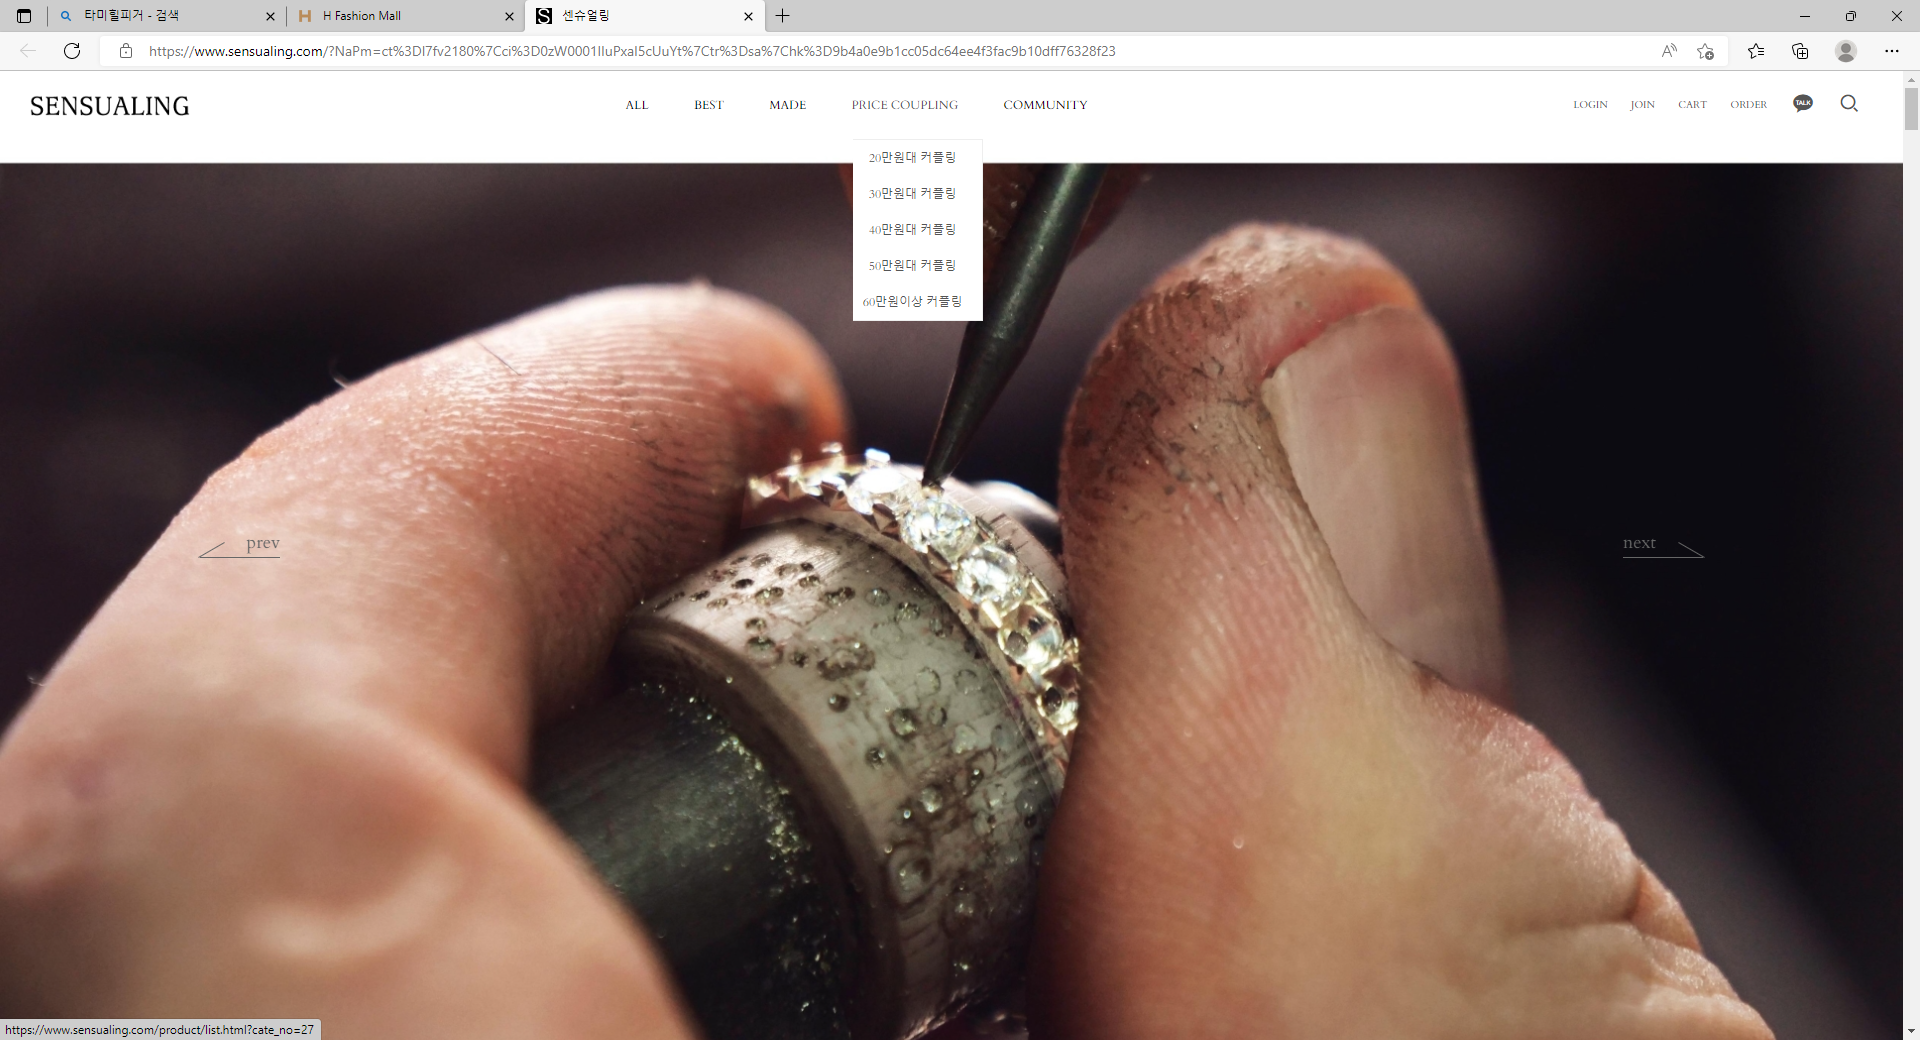 타미힐피거 - 검색
H Fashion Mall
센슈얼링
https://www.sensualing.com/?NaPm=ct%3Dl7fv2180%7Cci%3D0zW0001IIuPxaI5cUuYt%7Ctr%3Dsa%7Chk%3D9b4a0e9b1cc05dc64ee4f3fac9b10dff76328f23
SENSUALING
ALL BEST MADE PRICE COUPLING COMMUNITY
LOGIN JOIN CART ORDER TALK
20만원대 커플링
30만원대 커플링
40만원대 커플링
50만원대 커플링
60만원이상 커플링
prev
next
https://www.sensualing.com/product/list.html?cate_no=27